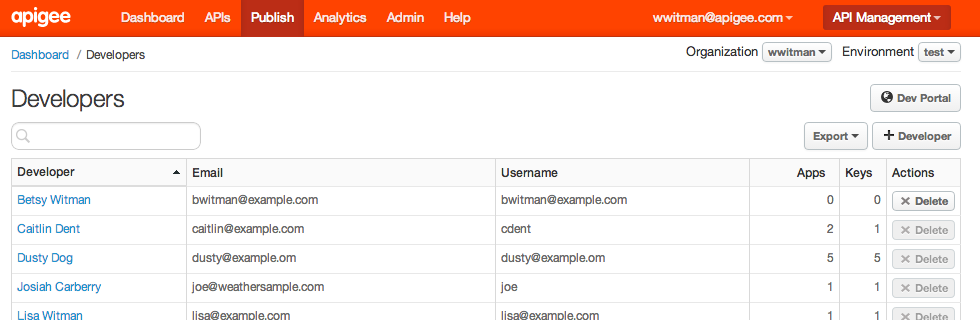 apigee Dashboard APIs Publish Analytics Admin Help wwitman@apigee.com API Management
Dashboard / Developers Organization wwitman Environment test
Developers Dev Portal
Export + Developer
Developer Email Username Apps Keys Actions
Betsy Witman bwitman@example.com bwitman@example.com 0 0 × Delete
Caitlin Dent caitlin@example.com cdent 2 1 × Delete
Dusty Dog dusty@example.om dusty@example.om 5 5 × Delete
Josiah Carberry joe@weathersample.com joe 1 1 × Delete
Lisa Witman lisa@example.com lisa@example.com 1 1 × Delete